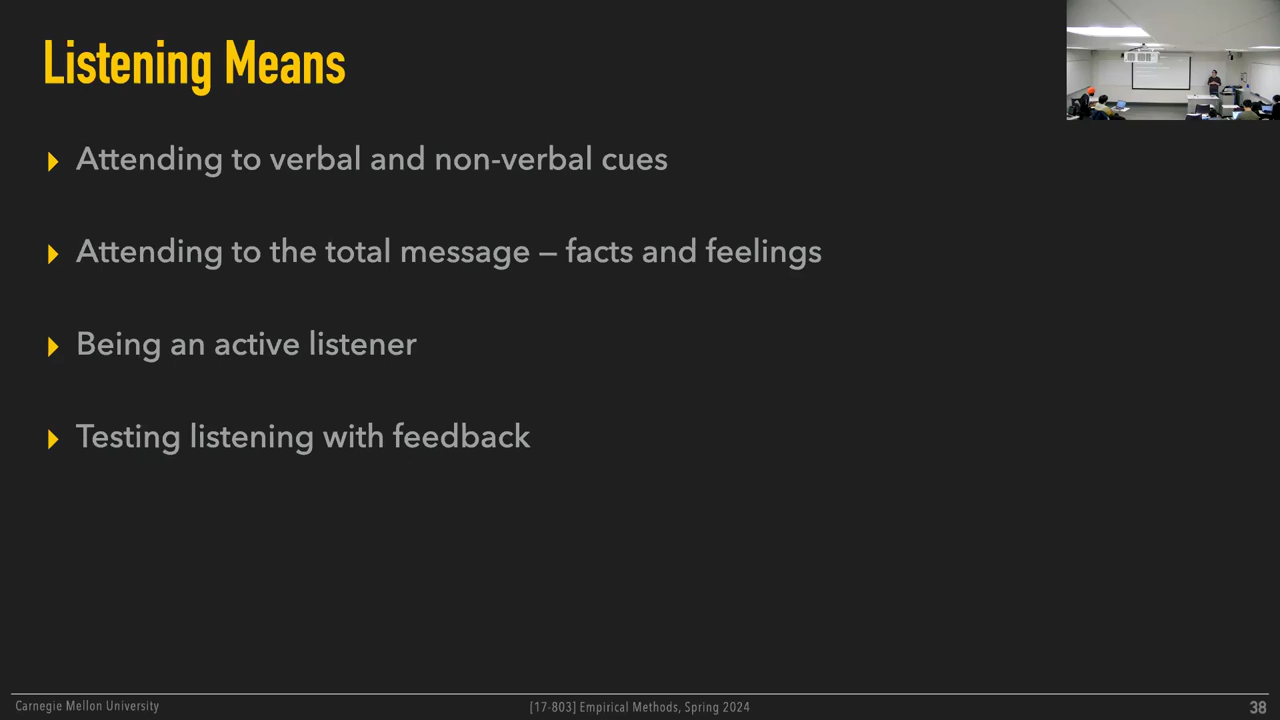 Listening Means
Attending to verbal and non-verbal cues
Attending to the total message – facts and feelings
Being an active listener
Testing listening with feedback
Carnegie Mellon University
[17-803] Empirical Methods, Spring 2024
38